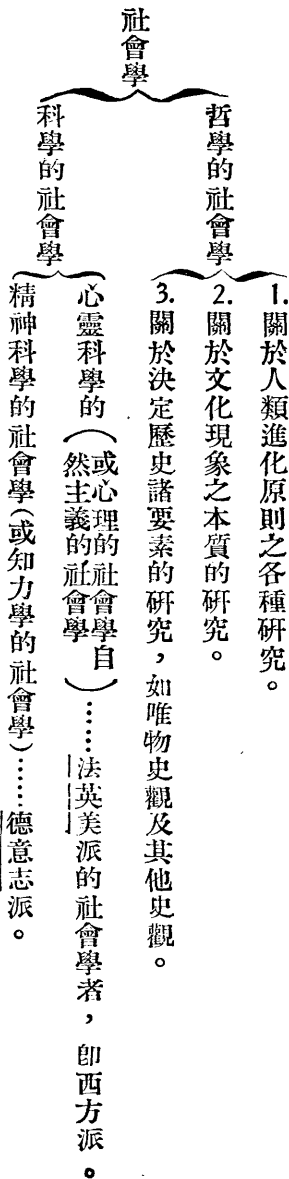 社會學
哲學的社會學
1. 關於人類進化原則之各種研究。
2. 關於文化現象之本質的研究。
3. 關於決定歷史諸要素的研究，如唯物史觀及其他史觀。
科學的社會學
心靈科學的（或心理的社會學自然主義的社會學）……法英美派的社會學者，卽西方派。
精神科學的社會學（或知力學的社會學）……德意志派。